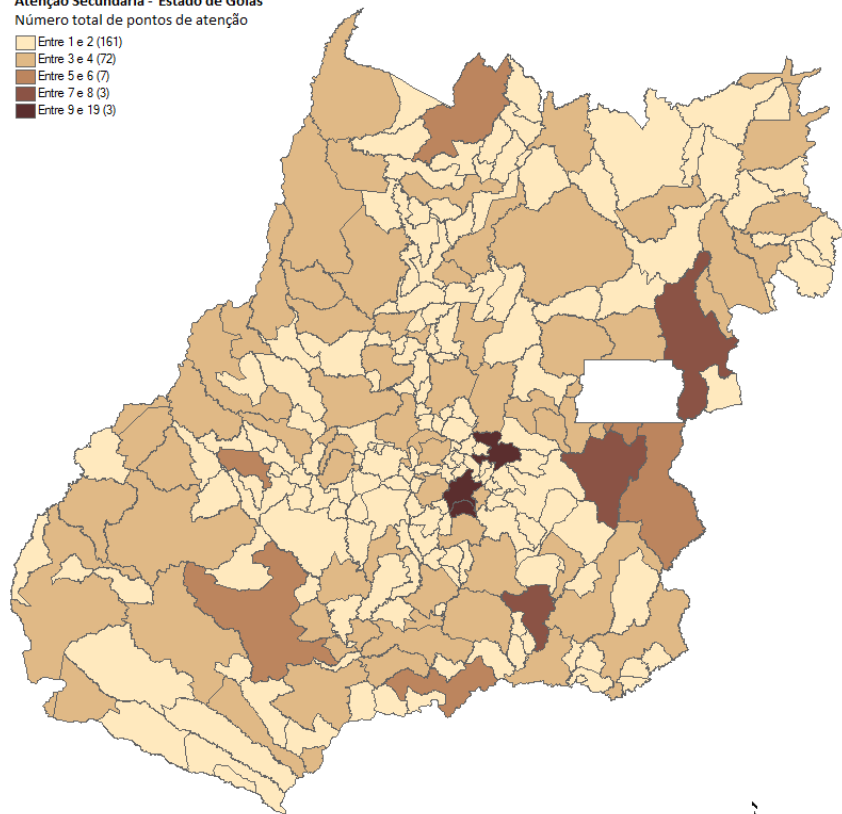 Atenção Secundária - Estado de Goiás
Número total de pontos de atenção
Entre 1 e 2 (161)
Entre 3 e 4 (72)
Entre 5 e 6 (7)
Entre 7 e 8 (3)
Entre 9 e 19 (3)